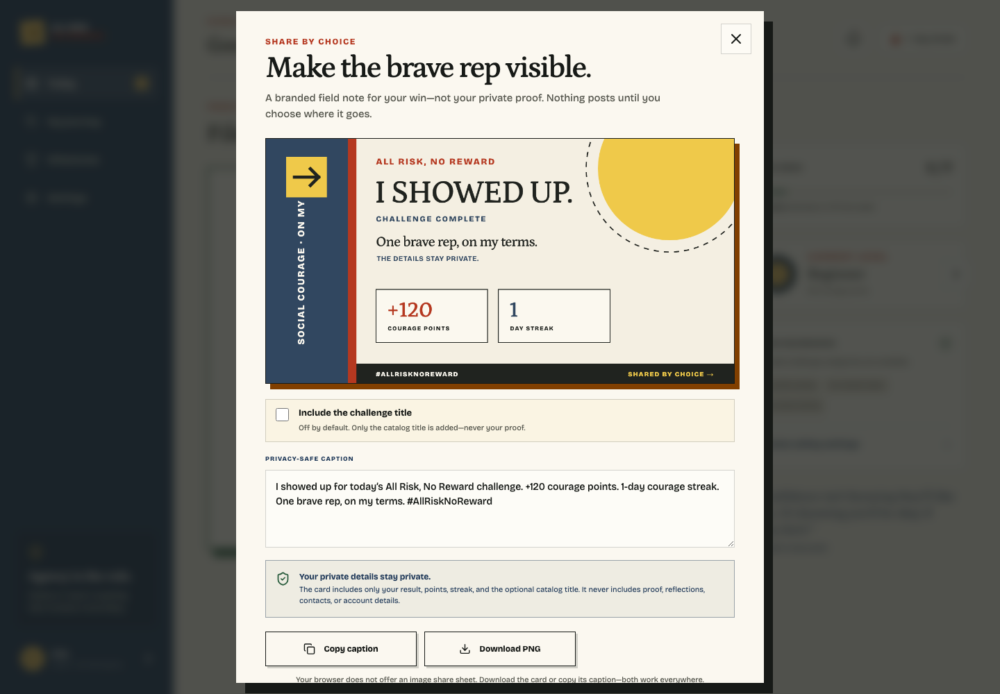 SHARE BY CHOICE
Make the brave rep visible.
A branded field note for your win—not your private proof. Nothing posts until you
choose where it goes.
SOCIAL COURAGE · ON MY
ALL RISK, NO REWARD
I SHOWED UP.
CHALLENGE COMPLETE
One brave rep, on my terms.
THE DETAILS STAY PRIVATE.
+120
COURAGE POINTS
1
DAY STREAK
#ALLRISKNOREWARD
SHARED BY CHOICE →
Include the challenge title
Off by default. Only the catalog title is added—never your proof.
PRIVACY-SAFE CAPTION
I showed up for today’s All Risk, No Reward challenge. +120 courage points. 1-day courage streak.
One brave rep, on my terms. #AllRiskNoReward
Your private details stay private.
The card includes only your result, points, streak, and the optional catalog title. It never includes proof, reflections,
contacts, or account details.
Copy caption
Download PNG
Your browser does not offer an image share sheet. Download the card or copy its caption—both work everywhere.